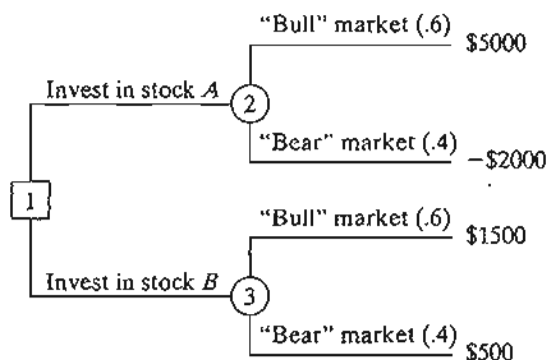 "Bull" market (.6) $5000
Invest in stock A
2
"Bear" market (.4) −$2000
1
"Bull" market (.6) $1500
Invest in stock B
3
"Bear" market (.4) $500